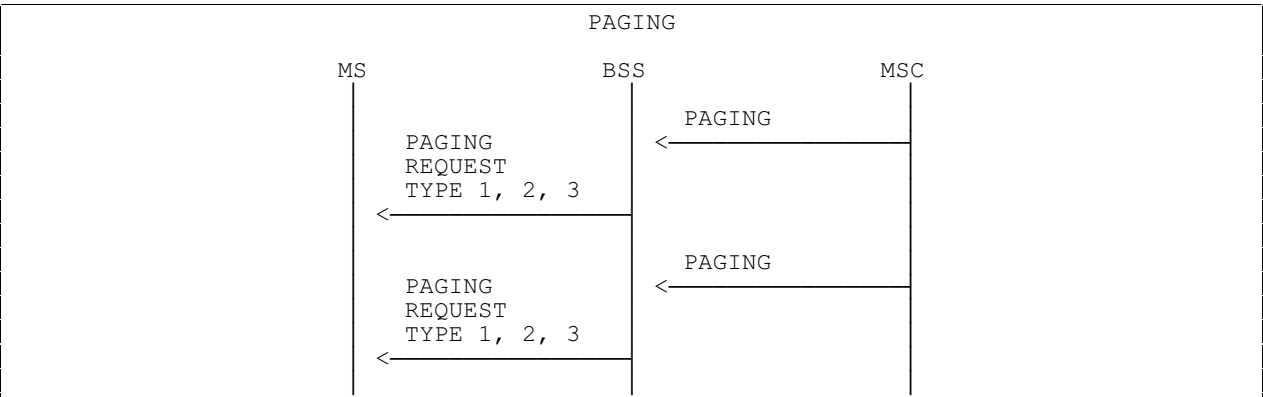 PAGING
MS BSS MSC
PAGING
PAGING
REQUEST
TYPE 1, 2, 3
PAGING
PAGING
REQUEST
TYPE 1, 2, 3